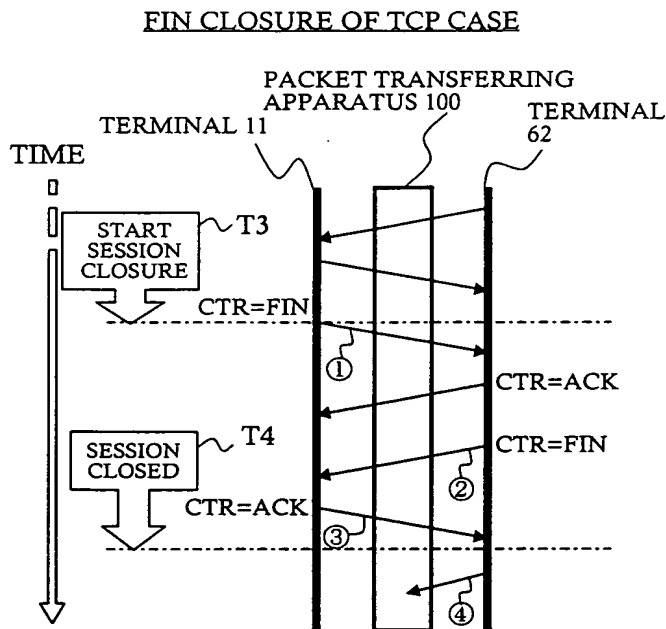 FIN CLOSURE OF TCP CASE
PACKET TRANSFERRING
APPARATUS 100
TERMINAL 11
TERMINAL
62
TIME
START
SESSION
CLOSURE
T3
CTR=FIN
①
CTR=ACK
SESSION
CLOSED
T4
CTR=FIN
②
CTR=ACK
③
④